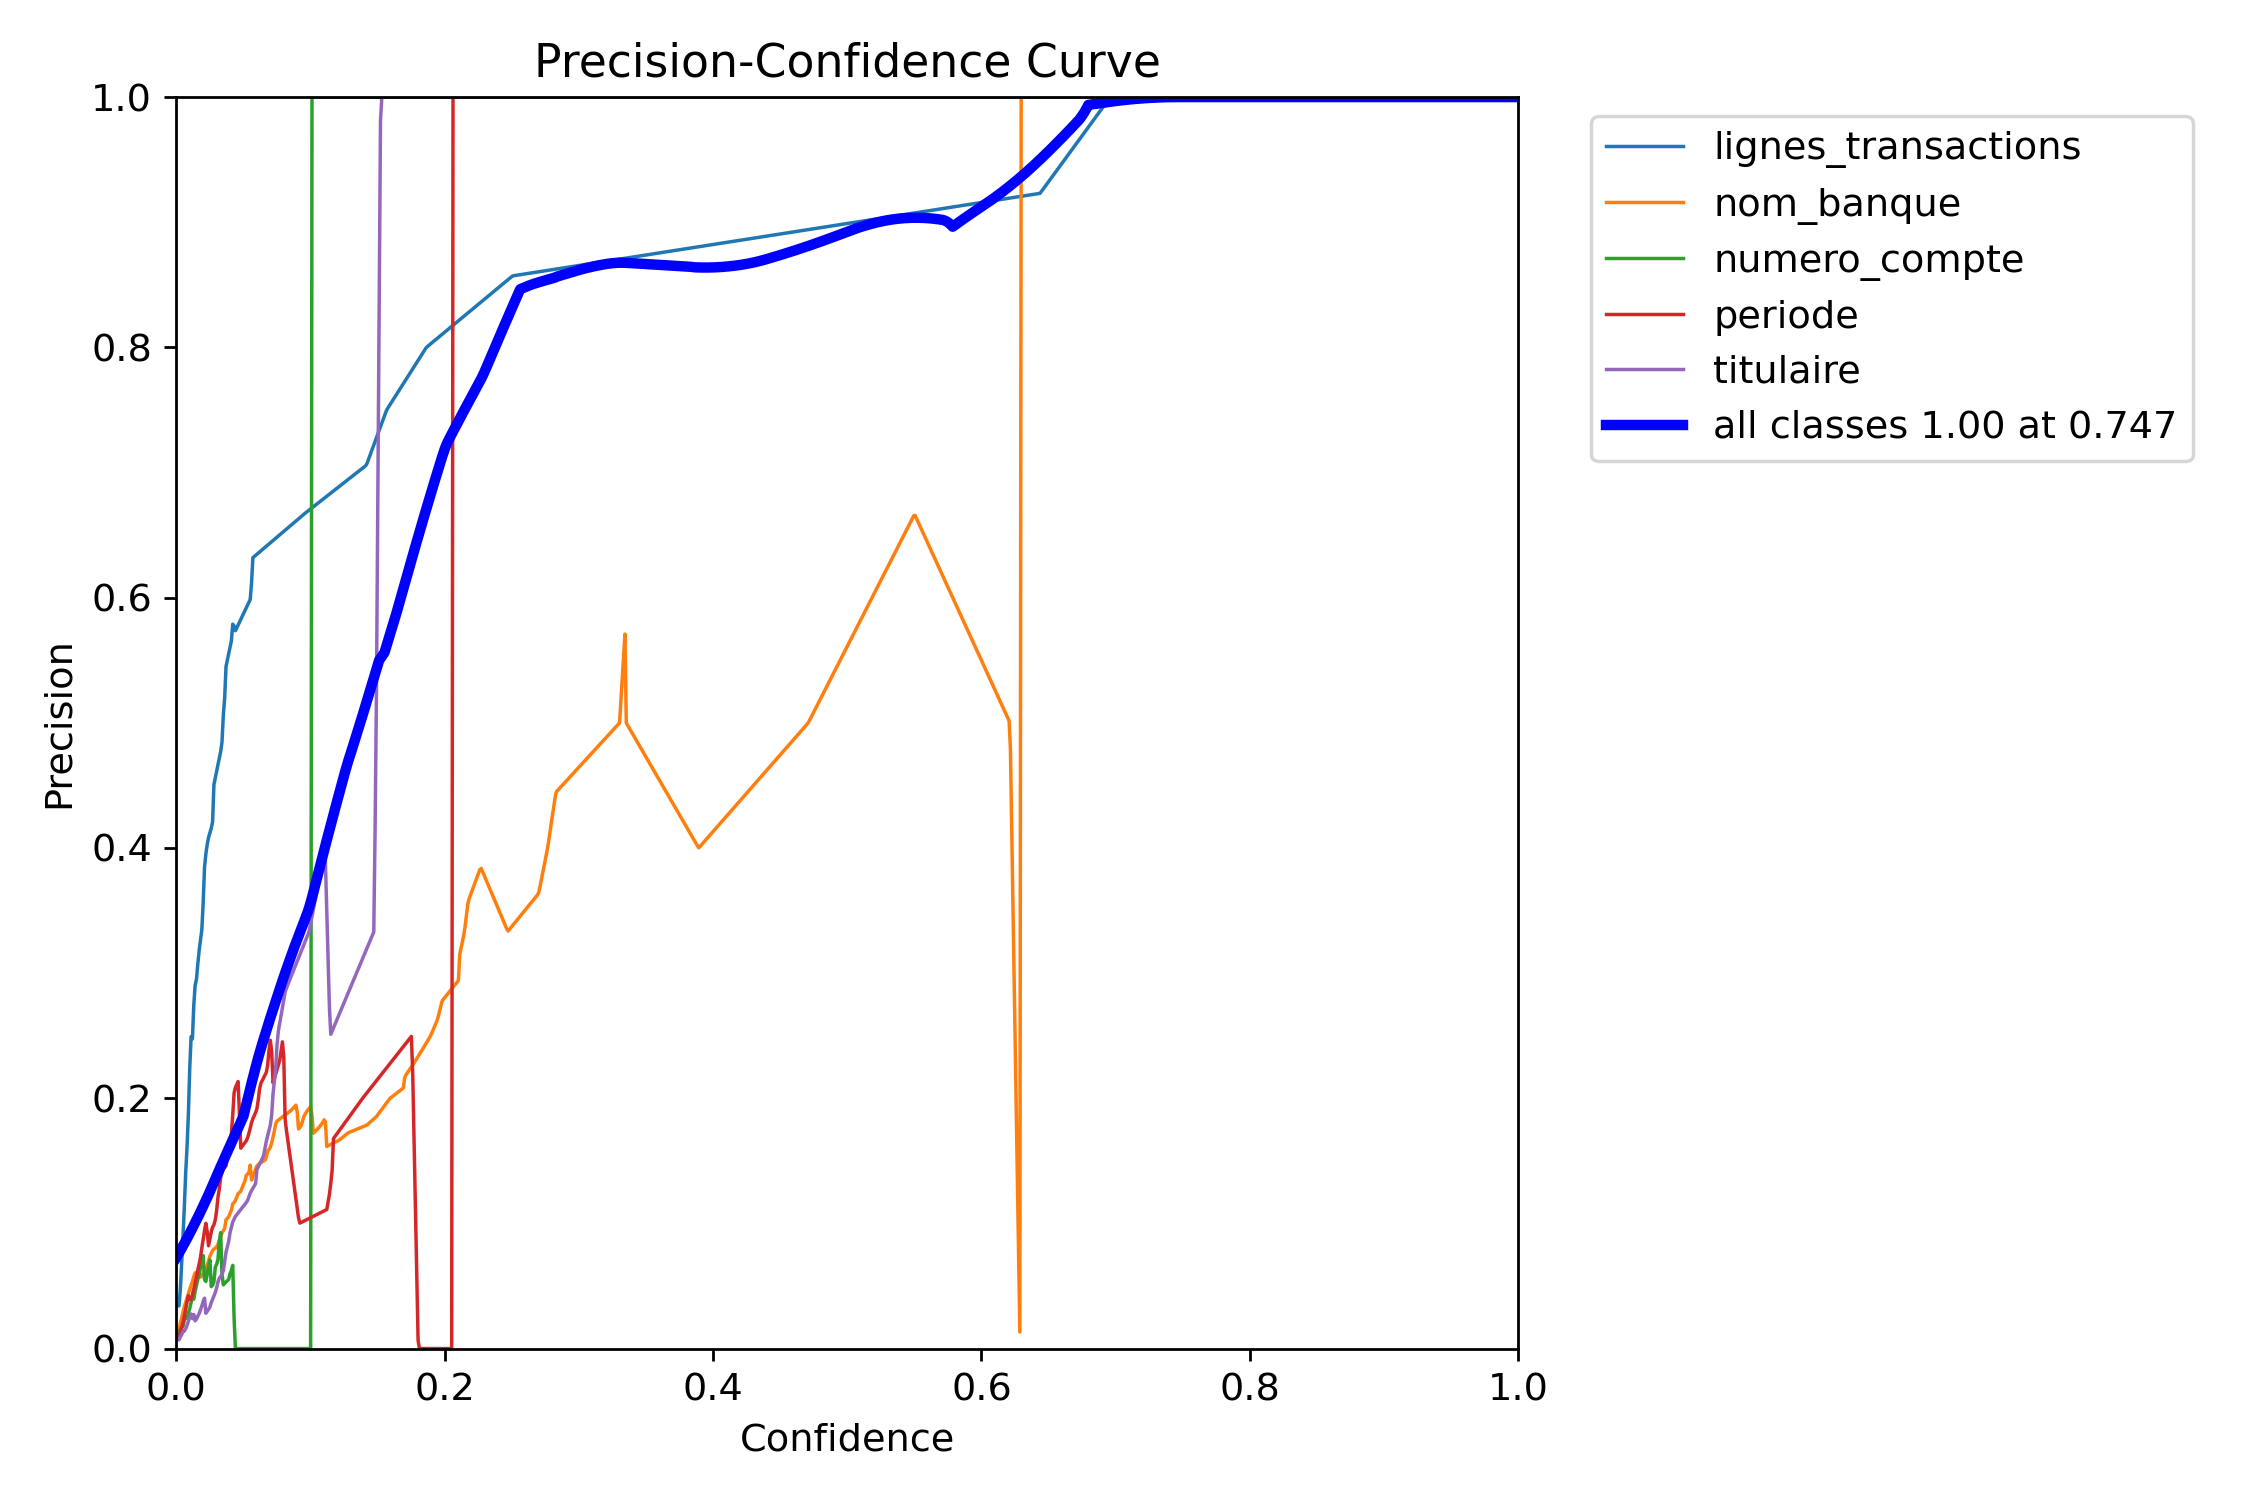 Precision-Confidence Curve
1.0
0.8
0.6
0.4
0.2
0.0
Precision
0.0 0.2 0.4 0.6 0.8 1.0
Confidence
lignes_transactions
nom_banque
numero_compte
periode
titulaire
all classes 1.00 at 0.747